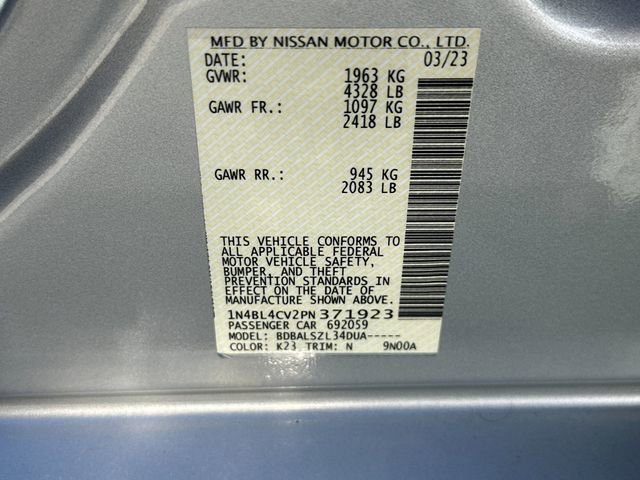 MFD BY NISSAN MOTOR CO., LTD.
DATE: 03/23
GVWR: 1963 KG
4328 LB
GAWR FR.: 1097 KG
2418 LB
GAWR RR.: 945 KG
2083 LB
THIS VEHICLE CONFORMS TO
ALL APPLICABLE FEDERAL
MOTOR VEHICLE SAFETY,
BUMPER, AND THEFT
PREVENTION STANDARDS IN
EFFECT ON THE DATE OF
MANUFACTURE SHOWN ABOVE.
1N4BL4CV2PN371923
PASSENGER CAR 692059
MODEL: BDBALSZL34DUA-----
COLOR: K23 TRIM: N 9N00A